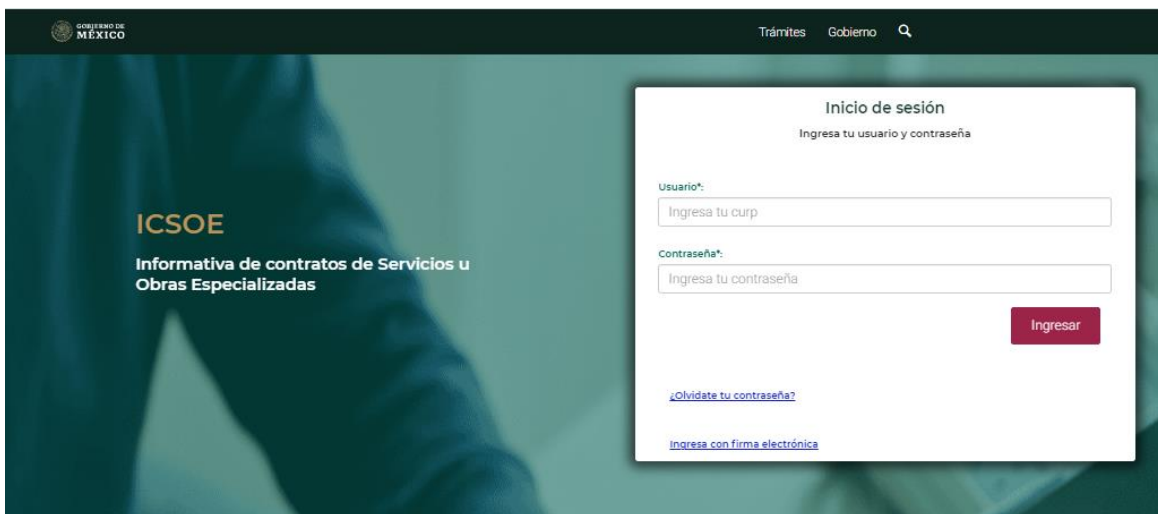 GOBIERNO DE
MÉXICO
Trámites Gobierno
Inicio de sesión
Ingresa tu usuario y contraseña
Usuario*:
Ingresa tu curp
Contraseña*:
Ingresa tu contraseña
Ingresar
¿Olvidate tu contraseña?
Ingresa con firma electrónica
ICSOE
Informativa de contratos de Servicios u
Obras Especializadas